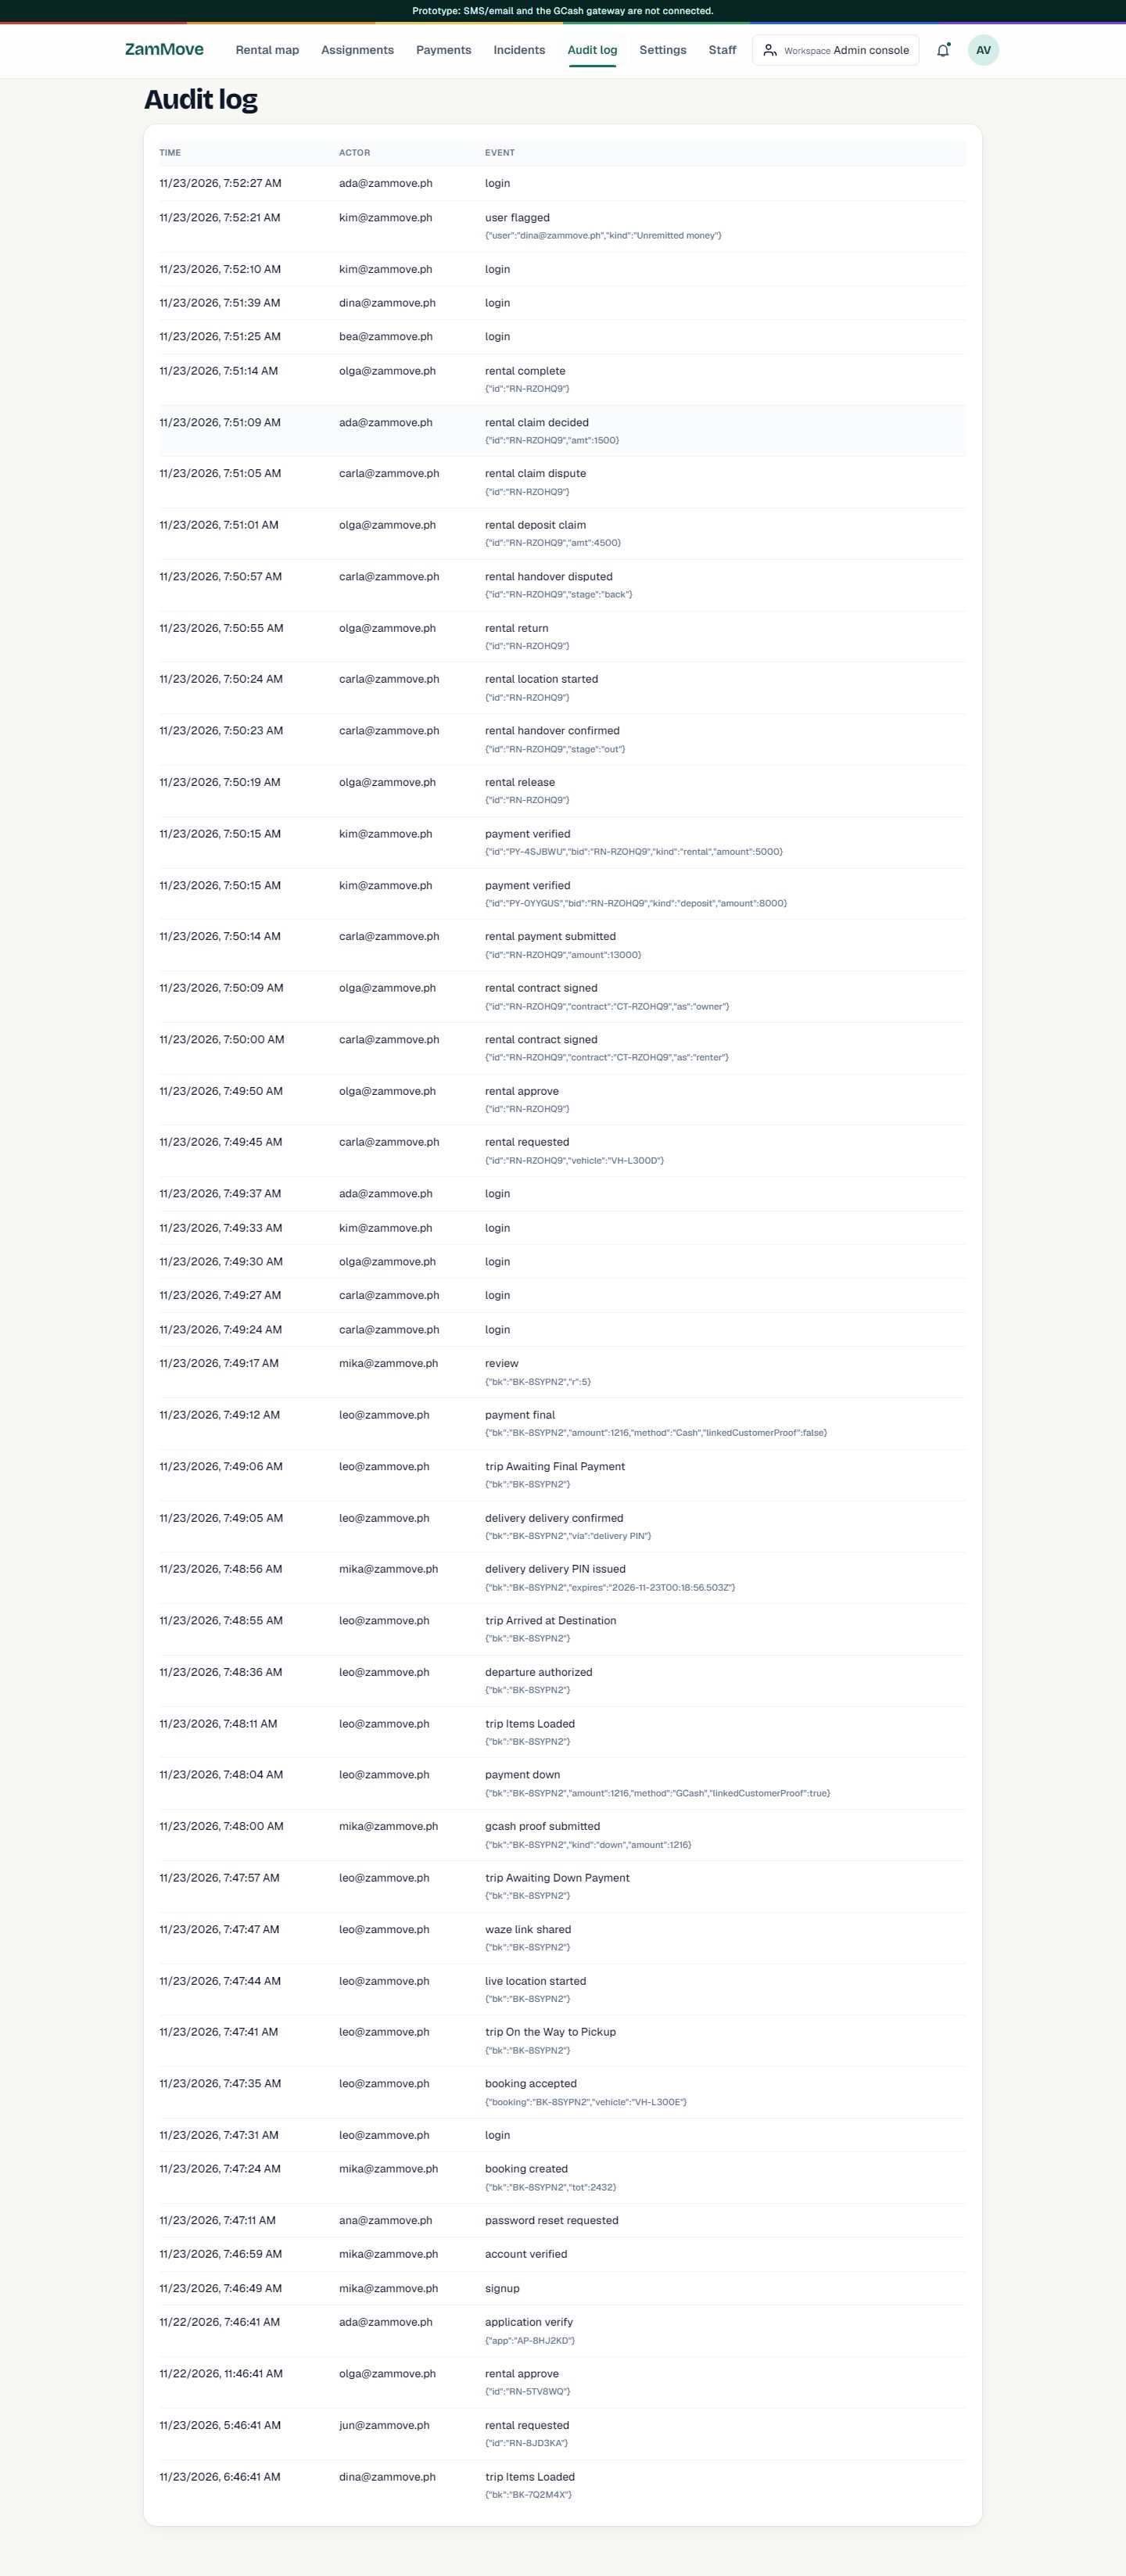 Prototype: SMS/email and the GCash gateway are not connected.
ZamMove Rental map Assignments Payments Incidents Audit log Settings Staff Workspace Admin console AV
Audit log
TIME ACTOR EVENT
11/23/2026, 7:52:27 AM ada@zammove.ph login
11/23/2026, 7:52:21 AM kim@zammove.ph user flagged
{"user":"dina@zammove.ph","kind":"Unremitted money"}
11/23/2026, 7:52:10 AM kim@zammove.ph login
11/23/2026, 7:51:39 AM dina@zammove.ph login
11/23/2026, 7:51:25 AM bea@zammove.ph login
11/23/2026, 7:51:14 AM olga@zammove.ph rental complete
{"id":"RN-RZOHQ9"}
11/23/2026, 7:51:09 AM ada@zammove.ph rental claim decided
{"id":"RN-RZOHQ9","amt":1500}
11/23/2026, 7:51:05 AM carla@zammove.ph rental claim dispute
{"id":"RN-RZOHQ9"}
11/23/2026, 7:51:01 AM olga@zammove.ph rental deposit claim
{"id":"RN-RZOHQ9","amt":4500}
11/23/2026, 7:50:57 AM carla@zammove.ph rental handover disputed
{"id":"RN-RZOHQ9","stage":"back"}
11/23/2026, 7:50:55 AM olga@zammove.ph rental return
{"id":"RN-RZOHQ9"}
11/23/2026, 7:50:24 AM carla@zammove.ph rental location started
{"id":"RN-RZOHQ9"}
11/23/2026, 7:50:23 AM carla@zammove.ph rental handover confirmed
{"id":"RN-RZOHQ9","stage":"out"}
11/23/2026, 7:50:19 AM olga@zammove.ph rental release
{"id":"RN-RZOHQ9"}
11/23/2026, 7:50:15 AM kim@zammove.ph payment verified
{"id":"PY-4SJBWU","bid":"RN-RZOHQ9","kind":"rental","amount":5000}
11/23/2026, 7:50:15 AM kim@zammove.ph payment verified
{"id":"PY-0YYGUS","bid":"RN-RZOHQ9","kind":"deposit","amount":8000}
11/23/2026, 7:50:14 AM carla@zammove.ph rental payment submitted
{"id":"RN-RZOHQ9","amount":13000}
11/23/2026, 7:50:09 AM olga@zammove.ph rental contract signed
{"id":"RN-RZOHQ9","contract":"CT-RZOHQ9","as":"owner"}
11/23/2026, 7:50:00 AM carla@zammove.ph rental contract signed
{"id":"RN-RZOHQ9","contract":"CT-RZOHQ9","as":"renter"}
11/23/2026, 7:49:50 AM olga@zammove.ph rental approve
{"id":"RN-RZOHQ9"}
11/23/2026, 7:49:45 AM carla@zammove.ph rental requested
{"id":"RN-RZOHQ9","vehicle":"VH-L300D"}
11/23/2026, 7:49:37 AM ada@zammove.ph login
11/23/2026, 7:49:33 AM kim@zammove.ph login
11/23/2026, 7:49:30 AM olga@zammove.ph login
11/23/2026, 7:49:27 AM carla@zammove.ph login
11/23/2026, 7:49:24 AM carla@zammove.ph login
11/23/2026, 7:49:17 AM mika@zammove.ph review
{"bk":"BK-8SYPN2","r":5}
11/23/2026, 7:49:12 AM leo@zammove.ph payment final
{"bk":"BK-8SYPN2","amount":1216,"method":"Cash","linkedCustomerProof":false}
11/23/2026, 7:49:06 AM leo@zammove.ph trip Awaiting Final Payment
{"bk":"BK-8SYPN2"}
11/23/2026, 7:49:05 AM leo@zammove.ph delivery delivery confirmed
{"bk":"BK-8SYPN2","via":"delivery PIN"}
11/23/2026, 7:48:56 AM mika@zammove.ph delivery delivery PIN issued
{"bk":"BK-8SYPN2","expires":"2026-11-23T00:18:56.503Z"}
11/23/2026, 7:48:55 AM leo@zammove.ph trip Arrived at Destination
{"bk":"BK-8SYPN2"}
11/23/2026, 7:48:36 AM leo@zammove.ph departure authorized
{"bk":"BK-8SYPN2"}
11/23/2026, 7:48:11 AM leo@zammove.ph trip Items Loaded
{"bk":"BK-8SYPN2"}
11/23/2026, 7:48:04 AM leo@zammove.ph payment down
{"bk":"BK-8SYPN2","amount":1216,"method":"GCash","linkedCustomerProof":true}
11/23/2026, 7:48:00 AM mika@zammove.ph gcash proof submitted
{"bk":"BK-8SYPN2","kind":"down","amount":1216}
11/23/2026, 7:47:57 AM leo@zammove.ph trip Awaiting Down Payment
{"bk":"BK-8SYPN2"}
11/23/2026, 7:47:47 AM leo@zammove.ph waze link shared
{"bk":"BK-8SYPN2"}
11/23/2026, 7:47:44 AM leo@zammove.ph live location started
{"bk":"BK-8SYPN2"}
11/23/2026, 7:47:41 AM leo@zammove.ph trip On the Way to Pickup
{"bk":"BK-8SYPN2"}
11/23/2026, 7:47:35 AM leo@zammove.ph booking accepted
{"booking":"BK-8SYPN2","vehicle":"VH-L300E"}
11/23/2026, 7:47:31 AM leo@zammove.ph login
11/23/2026, 7:47:24 AM mika@zammove.ph booking created
{"bk":"BK-8SYPN2","tot":2432}
11/23/2026, 7:47:11 AM ana@zammove.ph password reset requested
11/23/2026, 7:46:59 AM mika@zammove.ph account verified
11/23/2026, 7:46:49 AM mika@zammove.ph signup
11/22/2026, 7:46:41 AM ada@zammove.ph application verify
{"app":"AP-8HJ2KD"}
11/22/2026, 11:46:41 AM olga@zammove.ph rental approve
{"id":"RN-5TV8WQ"}
11/23/2026, 5:46:41 AM jun@zammove.ph rental requested
{"id":"RN-8JD3KA"}
11/23/2026, 6:46:41 AM dina@zammove.ph trip Items Loaded
{"bk":"BK-7Q2M4X"}